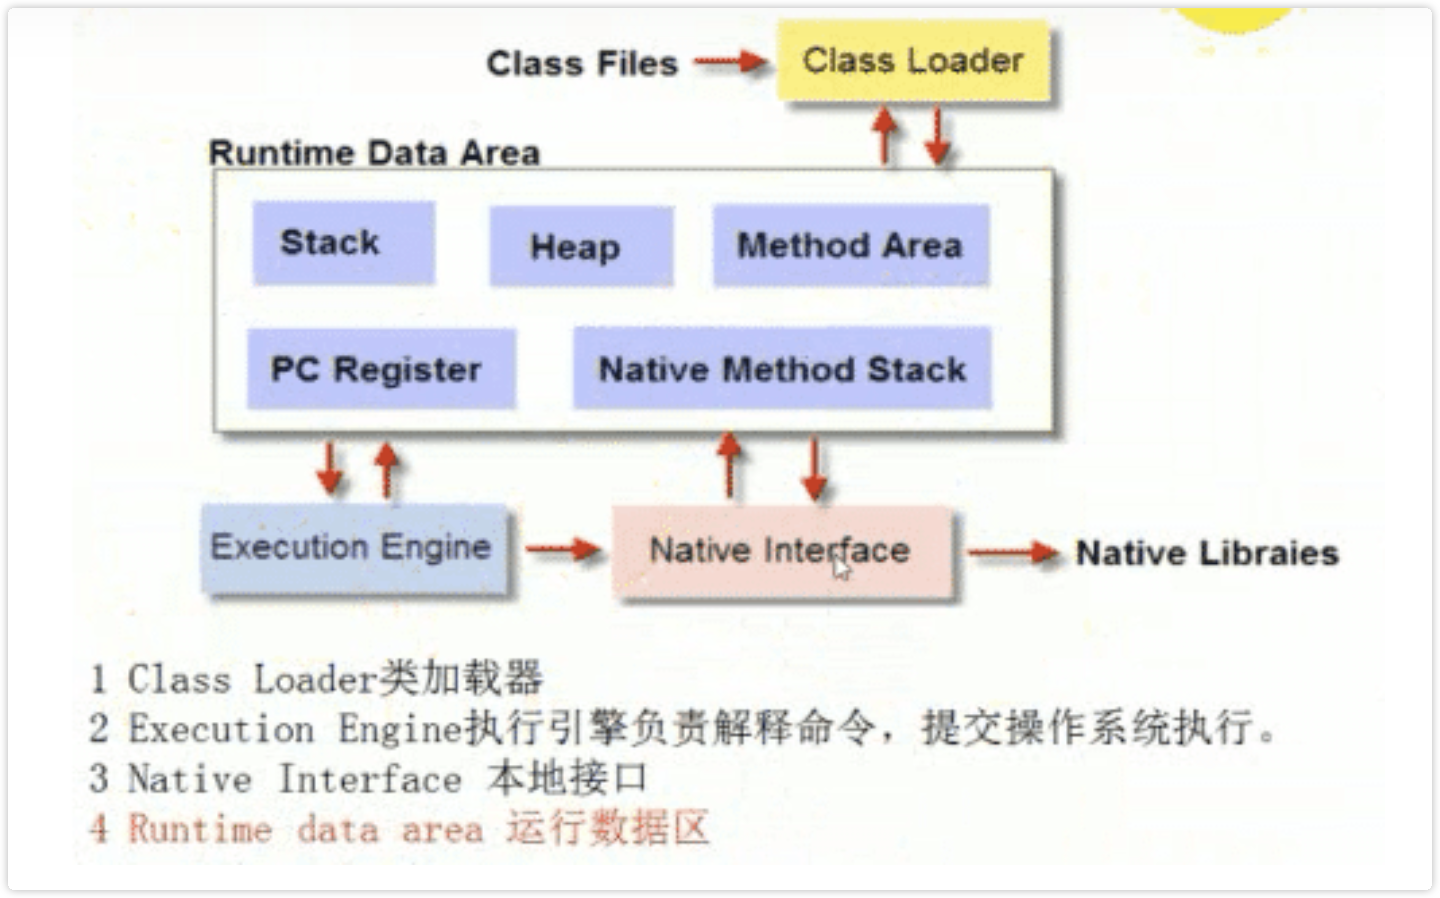 Class Files
Class Loader
Runtime Data Area
Stack
Heap
Method Area
PC Register
Native Method Stack
Execution Engine
Native Interface
Native Libraies
1 Class Loader类加载器
2 Execution Engine执行引擎负责解释命令，提交操作系统执行。
3 Native Interface 本地接口
4 Runtime data area 运行数据区